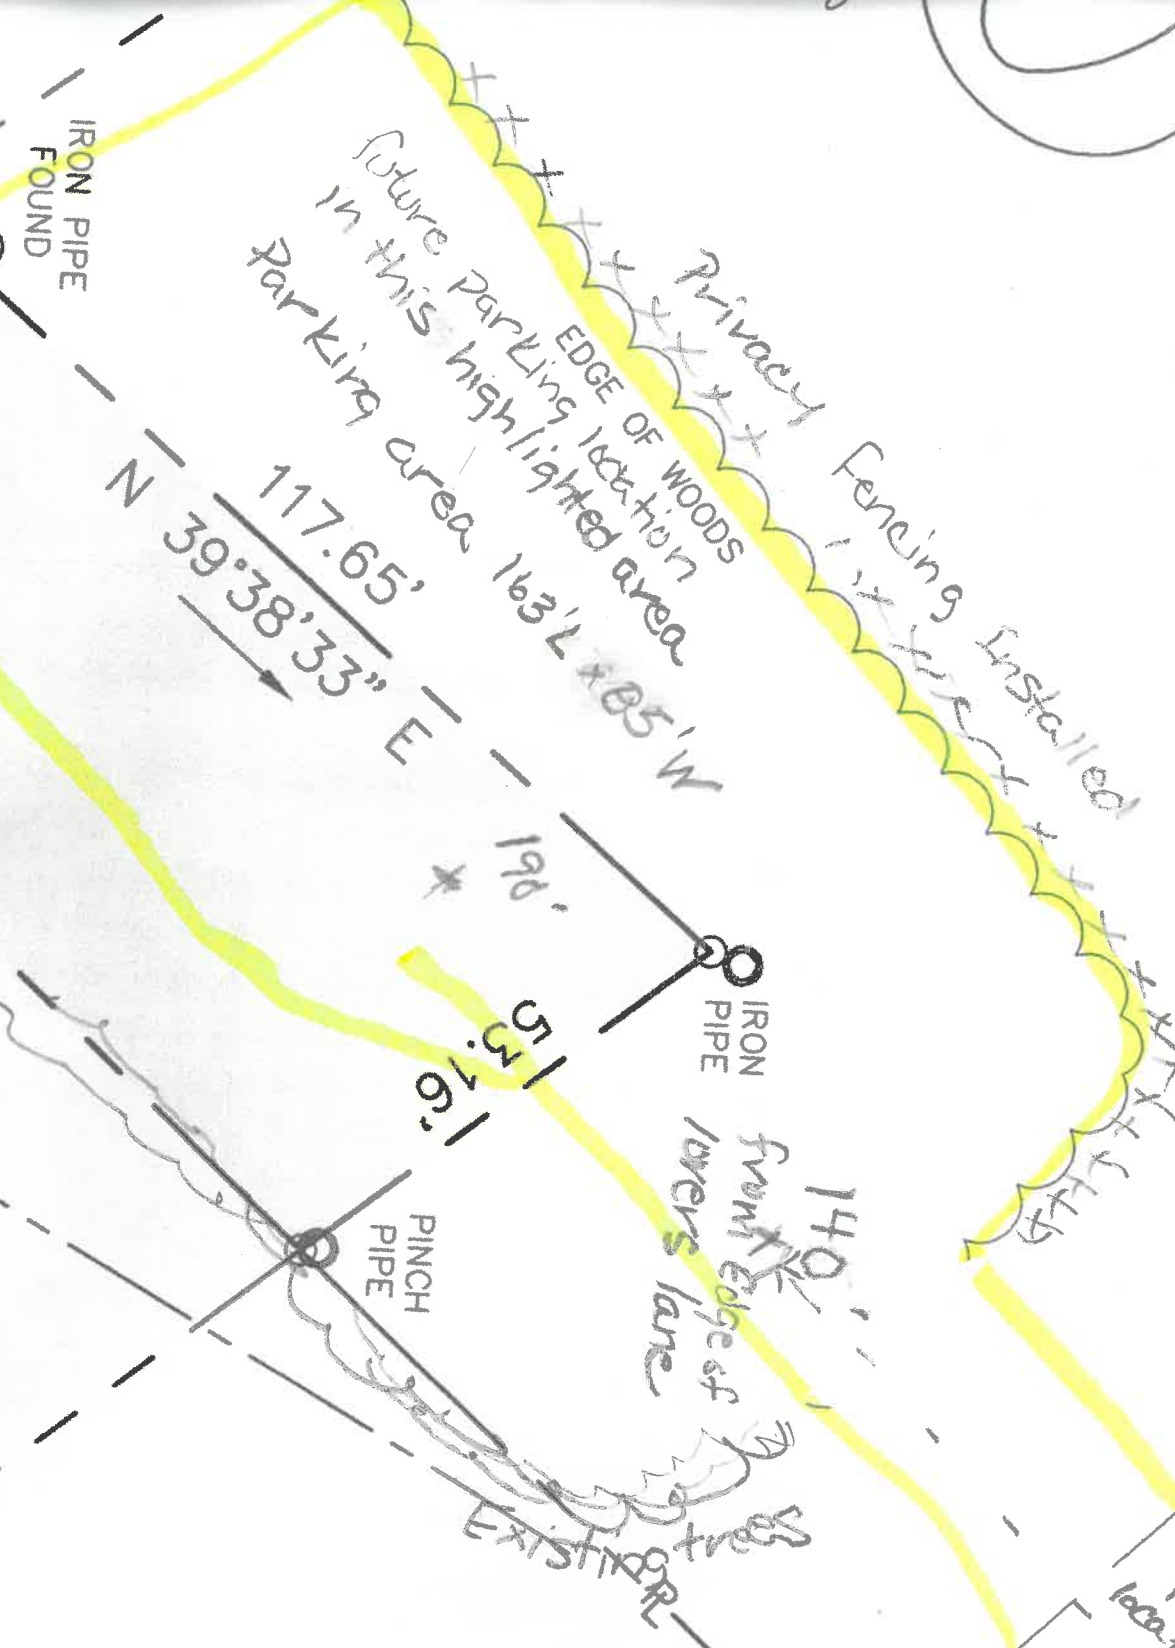 IRON PIPE
FOUND
Privacy Fencing Installed
EDGE OF WOODS
future parking location
in this highlighted area
Parking area 163'L x 85'W
117.65'
N 39°38'33" E
190'
IRON
PIPE
53.16'
PINCH
PIPE
140'
from Edge of
lovers lane
Existing trees